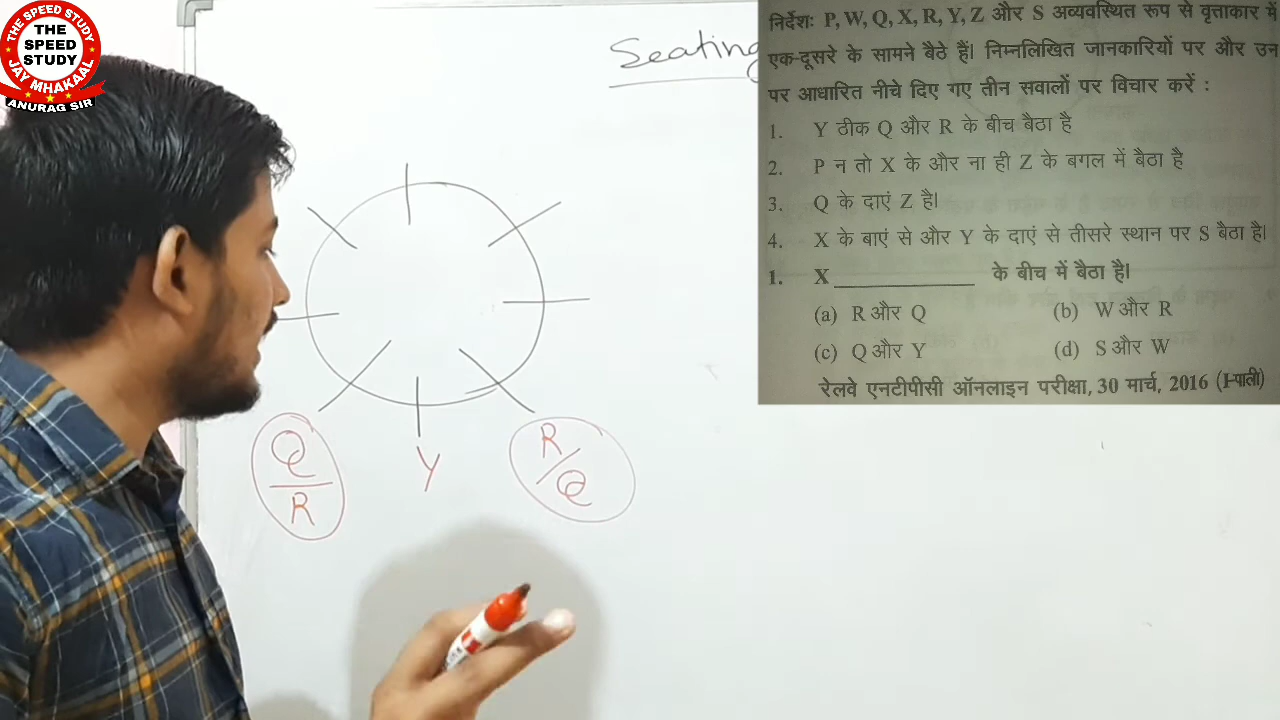 THE SPEED STUDY
THE
SPEED
STUDY
JAY MHAKAAL
ANURAG SIR
Seating
निर्देशः P, W, Q, X, R, Y, Z और S अव्यवस्थित रूप से वृत्ताकार में
एक-दूसरे के सामने बैठे हैं। निम्नलिखित जानकारियों पर और उन
पर आधारित नीचे दिए गए तीन सवालों पर विचार करें :
1. Y ठीक Q और R के बीच बैठा है
2. P न तो X के और ना ही Z के बगल में बैठा है
3. Q के दाएं Z है।
4. X के बाएं से और Y के दाएं से तीसरे स्थान पर S बैठा है।
1. X __________ के बीच में बैठा है।
(a) R और Q (b) W और R
(c) Q और Y (d) S और W
रेलवे एनटीपीसी ऑनलाइन परीक्षा, 30 मार्च, 2016 (I-पाली)
Q
R
Y
R
Q